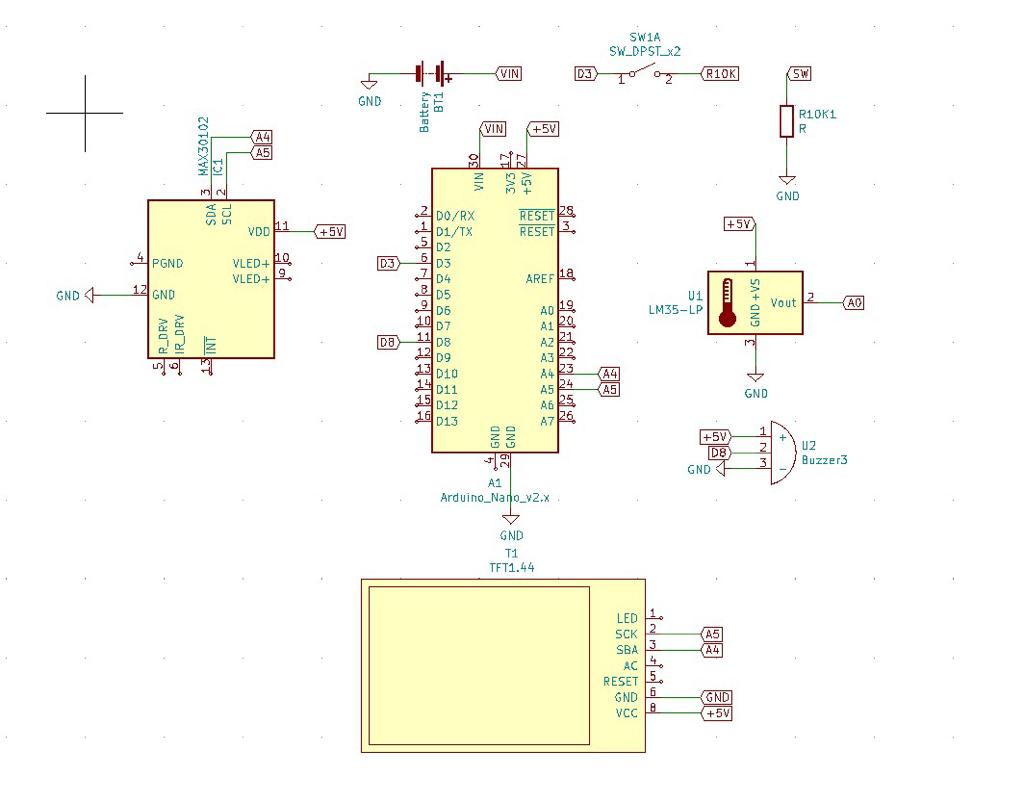 SW1A
SW_DPST_x2
D3
1
2
R10K
GND
Battery
BT1
VIN
SW
R10K1
R
GND
MAX30102
IC1
A4
A5
3
2
SDA
SCL
VDD
11
+5V
4
PGND
VLED+
10
VLED+
9
GND
12
GND
R_DRV
IR_DRV
INT
5
6
13
VIN
+5V
30
17
27
VIN
3V3
+5V
2
D0/RX
RESET
28
1
D1/TX
RESET
3
5
D2
D3
6
D3
7
D4
AREF
18
8
D5
9
D6
A0
19
10
D7
A1
20
D8
11
D8
A2
21
12
D9
A3
22
13
D10
A4
23
A4
14
D11
A5
24
A5
15
D12
A6
25
16
D13
A7
26
GND
GND
4
29
A1
Arduino_Nano_v2.x
GND
+5V
1
U1
LM35-LP
+VS
GND
Vout
2
A0
3
GND
+5V
1
+
D8
2
GND
3
-
U2
Buzzer3
T1
TFT1.44
LED
1
SCK
2
A5
SBA
3
A4
AC
4
RESET
5
GND
6
GND
VCC
8
+5V